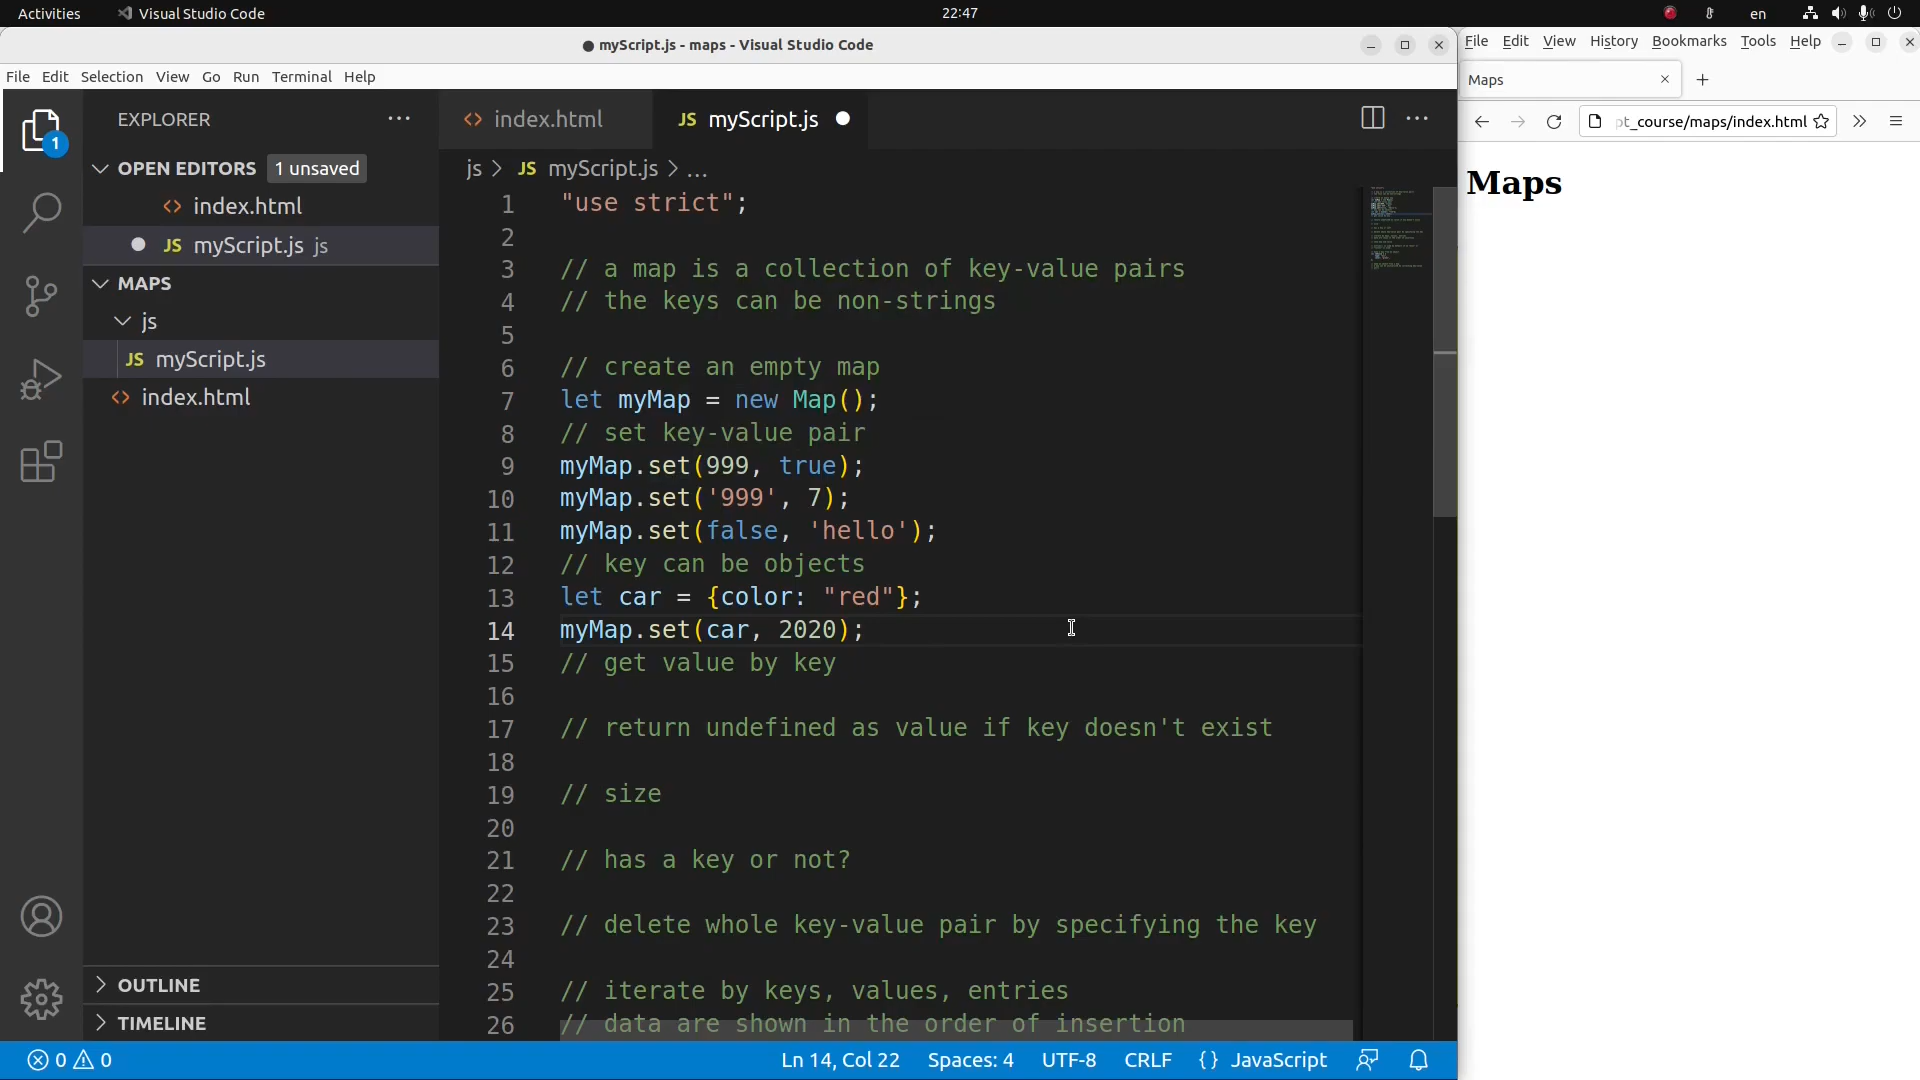 Activities
Visual Studio Code
22:47
en
myScript.js - maps - Visual Studio Code
File Edit Selection View Go Run Terminal Help
EXPLORER
OPEN EDITORS 1 unsaved
index.html
JS myScript.js js
MAPS
js
JS myScript.js
index.html
OUTLINE
TIMELINE
1
index.html
JS myScript.js
js > JS myScript.js > ...
1 "use strict";
2
3 // a map is a collection of key-value pairs
4 // the keys can be non-strings
5
6 // create an empty map
7 let myMap = new Map();
8 // set key-value pair
9 myMap.set(999, true);
10 myMap.set('999', 7);
11 myMap.set(false, 'hello');
12 // key can be objects
13 let car = {color: "red"};
14 myMap.set(car, 2020);
15 // get value by key
16
17 // return undefined as value if key doesn't exist
18
19 // size
20
21 // has a key or not?
22
23 // delete whole key-value pair by specifying the key
24
25 // iterate by keys, values, entries
26 // data are shown in the order of insertion
0 0
Ln 14, Col 22 Spaces: 4 UTF-8 CRLF {} JavaScript
File Edit View History Bookmarks Tools Help
Maps
pt_course/maps/index.html
Maps